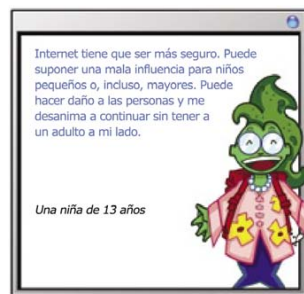 Internet tiene que ser más seguro. Puede
suponer una mala influencia para niños
pequeños o, incluso, mayores. Puede
hacer daño a las personas y me
desanima a continuar sin tener a
un adulto a mi lado.
Una niña de 13 años